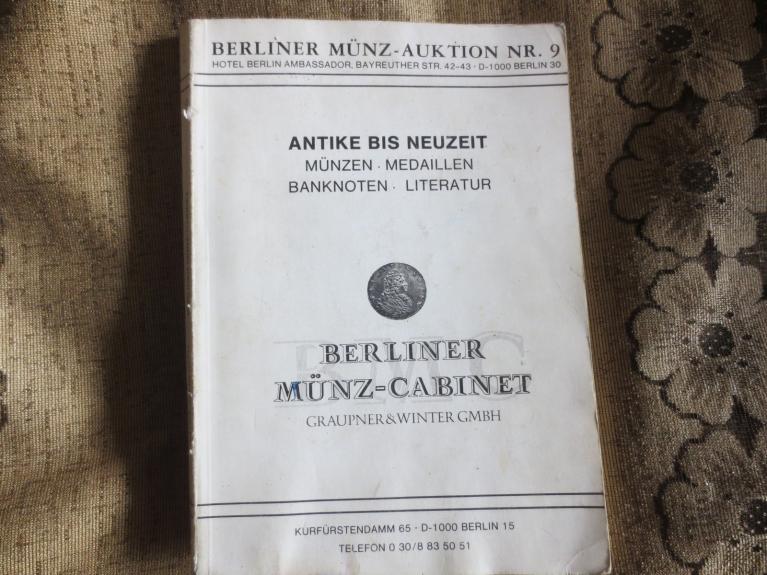 BERLINER MÜNZ-AUKTION NR. 9
HOTEL BERLIN AMBASSADOR, BAYREUTHER STR. 42-43 · D-1000 BERLIN 30
ANTIKE BIS NEUZEIT
MÜNZEN · MEDAILLEN
BANKNOTEN · LITERATUR
BMC
BERLINER
MÜNZ-CABINET
GRAUPNER&WINTER GMBH
KURFÜRSTENDAMM 65 · D-1000 BERLIN 15
TELEFON 0 30/8 83 50 51